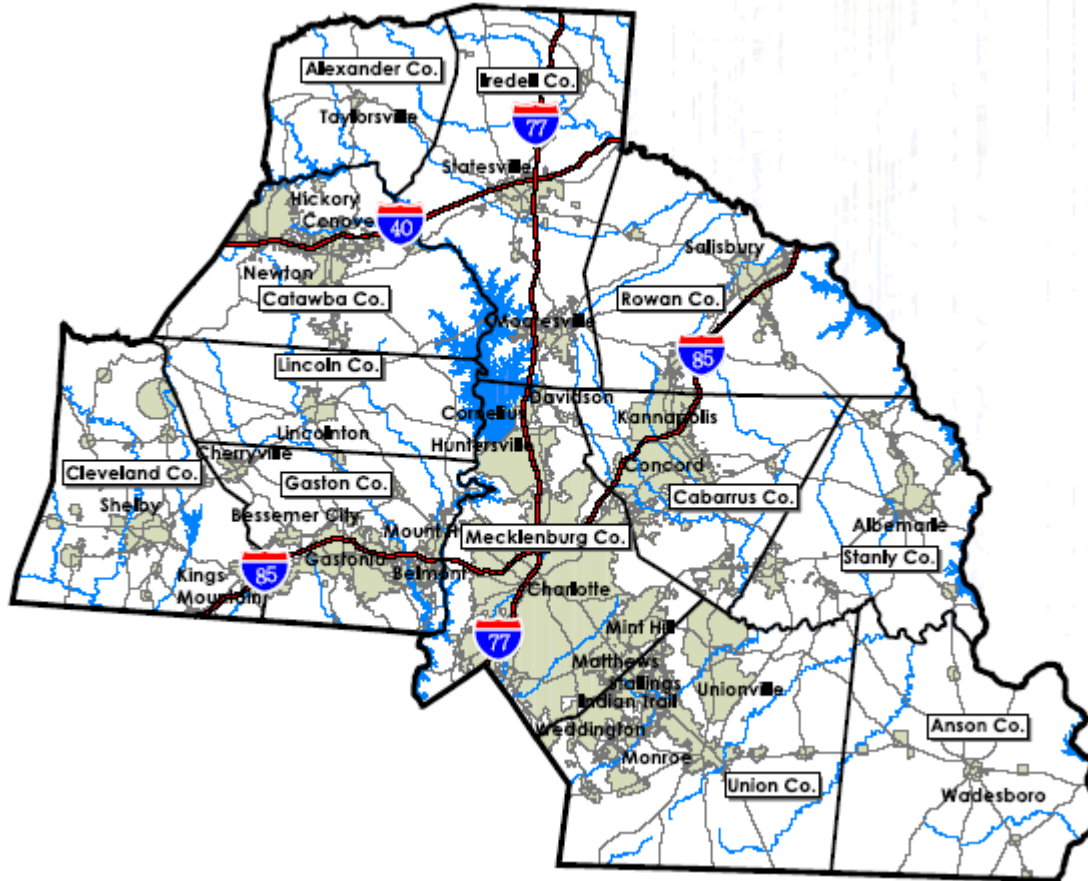 Alexander Co.
Iredell Co.
Taylorsville
77
Statesville
Hickory
Conove
40
Salisbury
Newton
Catawba Co.
Rowan Co.
Mooresville
85
Lincoln Co.
Davidson
Cornelius
Kannapolis
Lincolnton
Huntersville
Cherryville
Concord
Cleveland Co.
Gaston Co.
Cabarrus Co.
Shelby
Bessemer City
Mount H
Mecklenburg Co.
Albemarle
Gastonia
Stanly Co.
85
Belmont
Kings
Mountain
Charlotte
77
Mint Hill
Matthews
Stallings
Unionville
Indian Trail
Weddington
Anson Co.
Monroe
Union Co.
Wadesboro